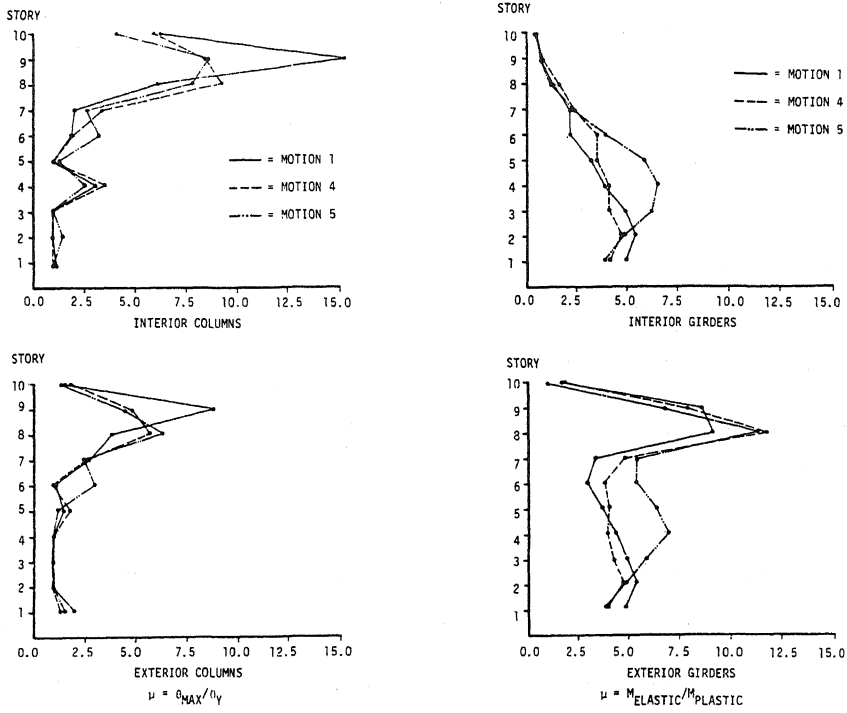 STORY
10
9
8
7
6
5
4
3
2
1
= MOTION 1
= MOTION 4
= MOTION 5
0.0 2.5 5.0 7.5 10.0 12.5 15.0
INTERIOR COLUMNS
STORY
10
9
8
7
6
5
4
3
2
1
= MOTION 1
= MOTION 4
= MOTION 5
0.0 2.5 5.0 7.5 10.0 12.5 15.0
INTERIOR GIRDERS
STORY
10
9
8
7
6
5
4
3
2
1
0.0 2.5 5.0 7.5 10.0 12.5 15.0
EXTERIOR COLUMNS
μ = θMAX/θY
STORY
10
9
8
7
6
5
4
3
2
1
0.0 2.5 5.0 7.5 10.0 12.5 15.0
EXTERIOR GIRDERS
μ = MELASTIC/MPLASTIC